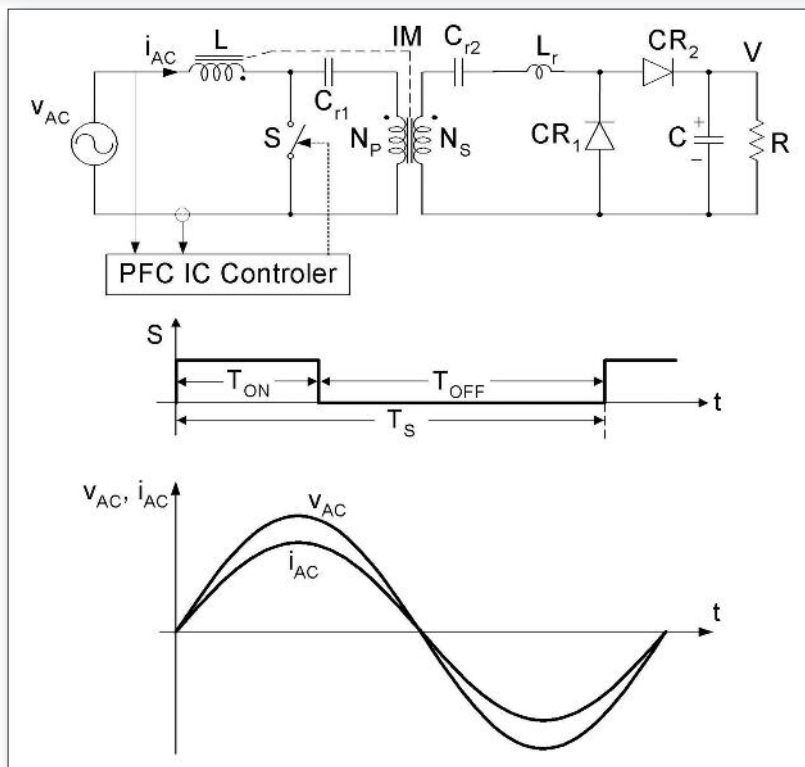 i_AC L IM C_r2 L_r CR_2 V
v_AC C_r1
S N_P N_S CR_1 C + − R
PFC IC Controler
S
T_ON T_OFF
t
T_S
v_AC, i_AC
v_AC
i_AC
t